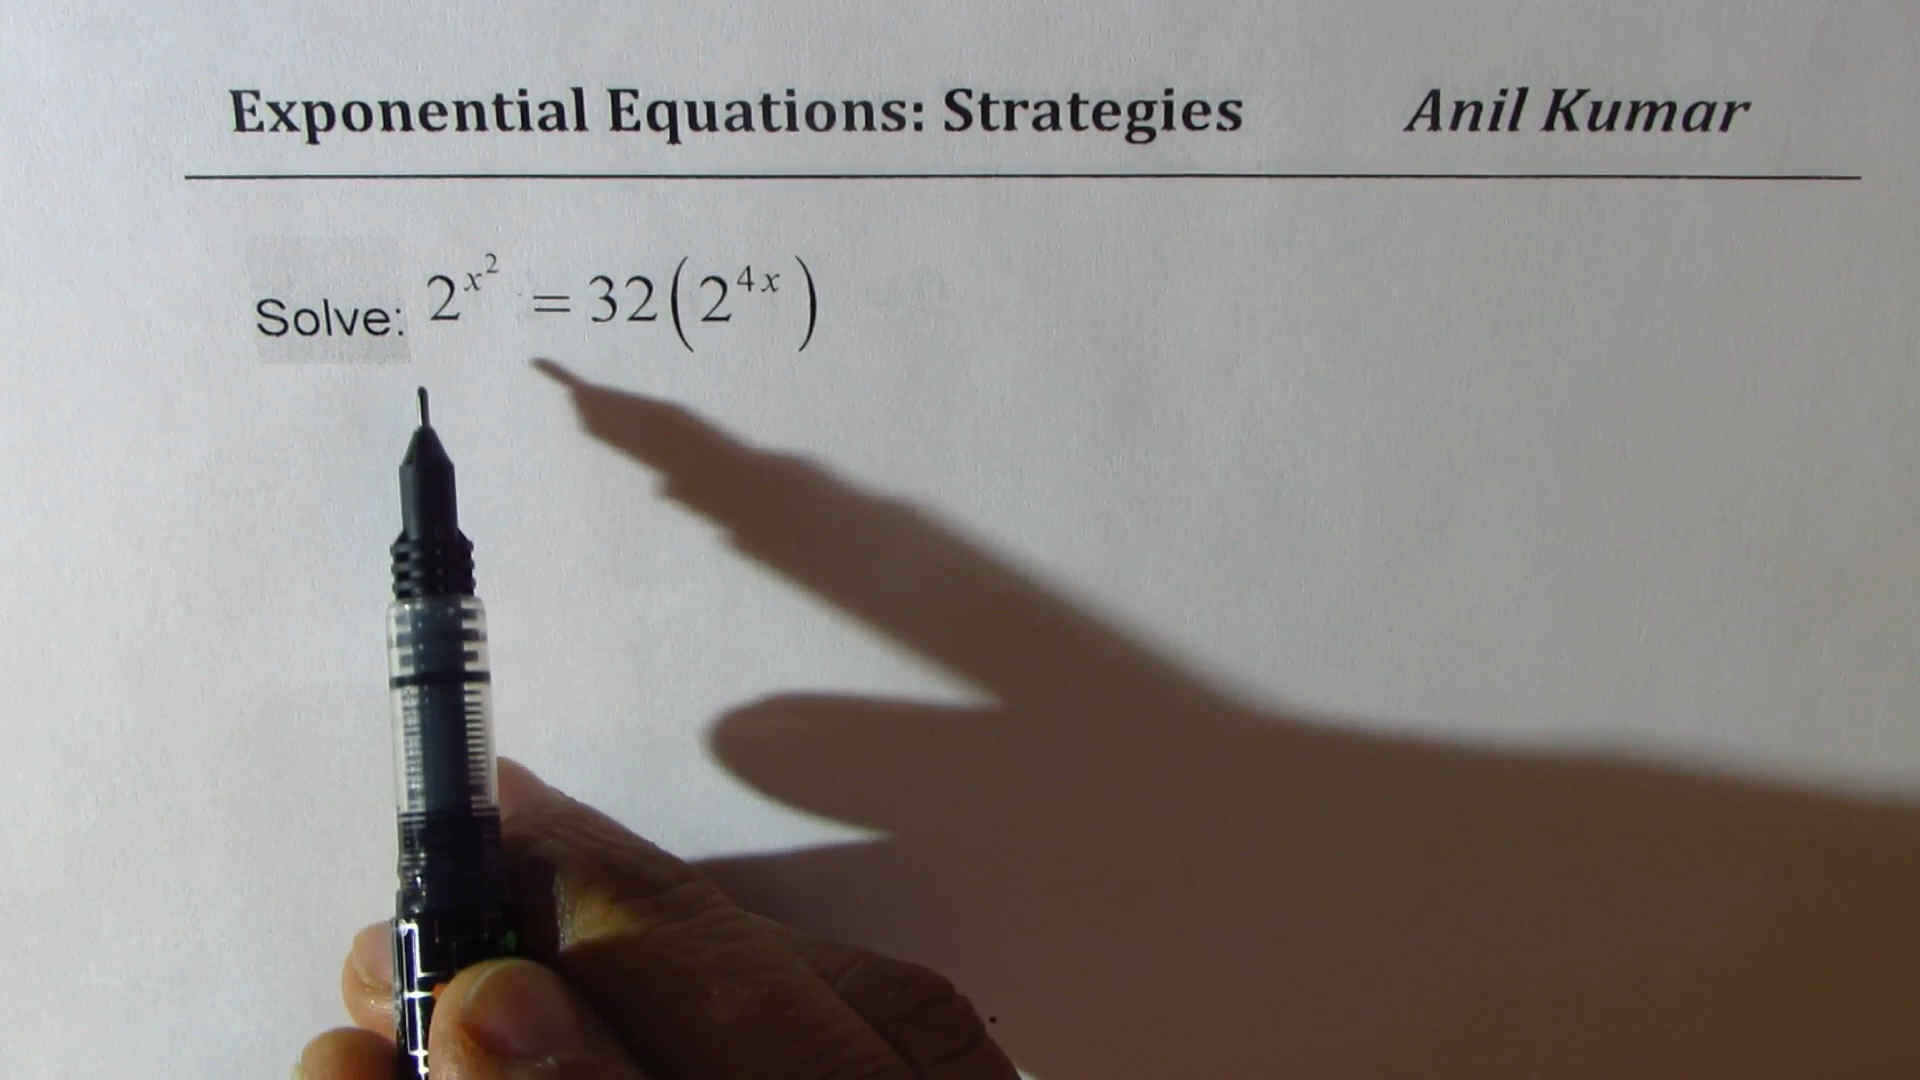 Exponential Equations: Strategies Anil Kumar
Solve: 2^{x^2} = 32(2^{4x})